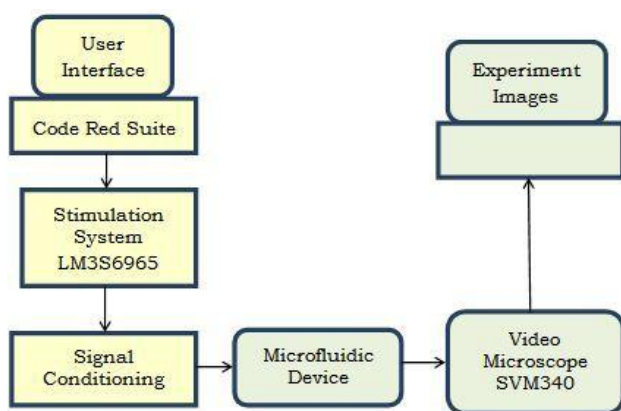 User
Interface
Code Red Suite
Stimulation
System
LM3S6965
Signal
Conditioning
Microfluidic
Device
Video
Microscope
SVM340
Experiment
Images